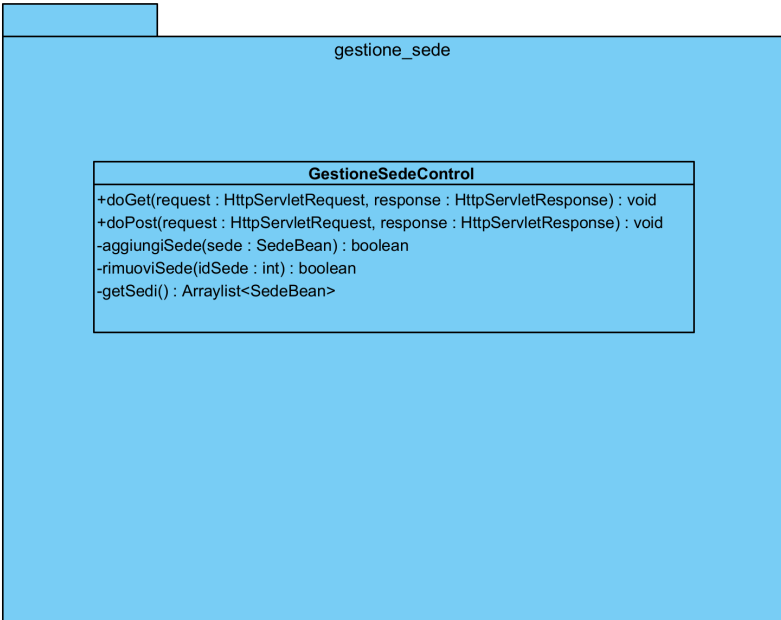 gestione_sede
GestioneSedeControl
+doGet(request : HttpServletRequest, response : HttpServletResponse) : void
+doPost(request : HttpServletRequest, response : HttpServletResponse) : void
-aggiungiSede(sede : SedeBean) : boolean
-rimuoviSede(idSede : int) : boolean
-getSedi() : Arraylist<SedeBean>